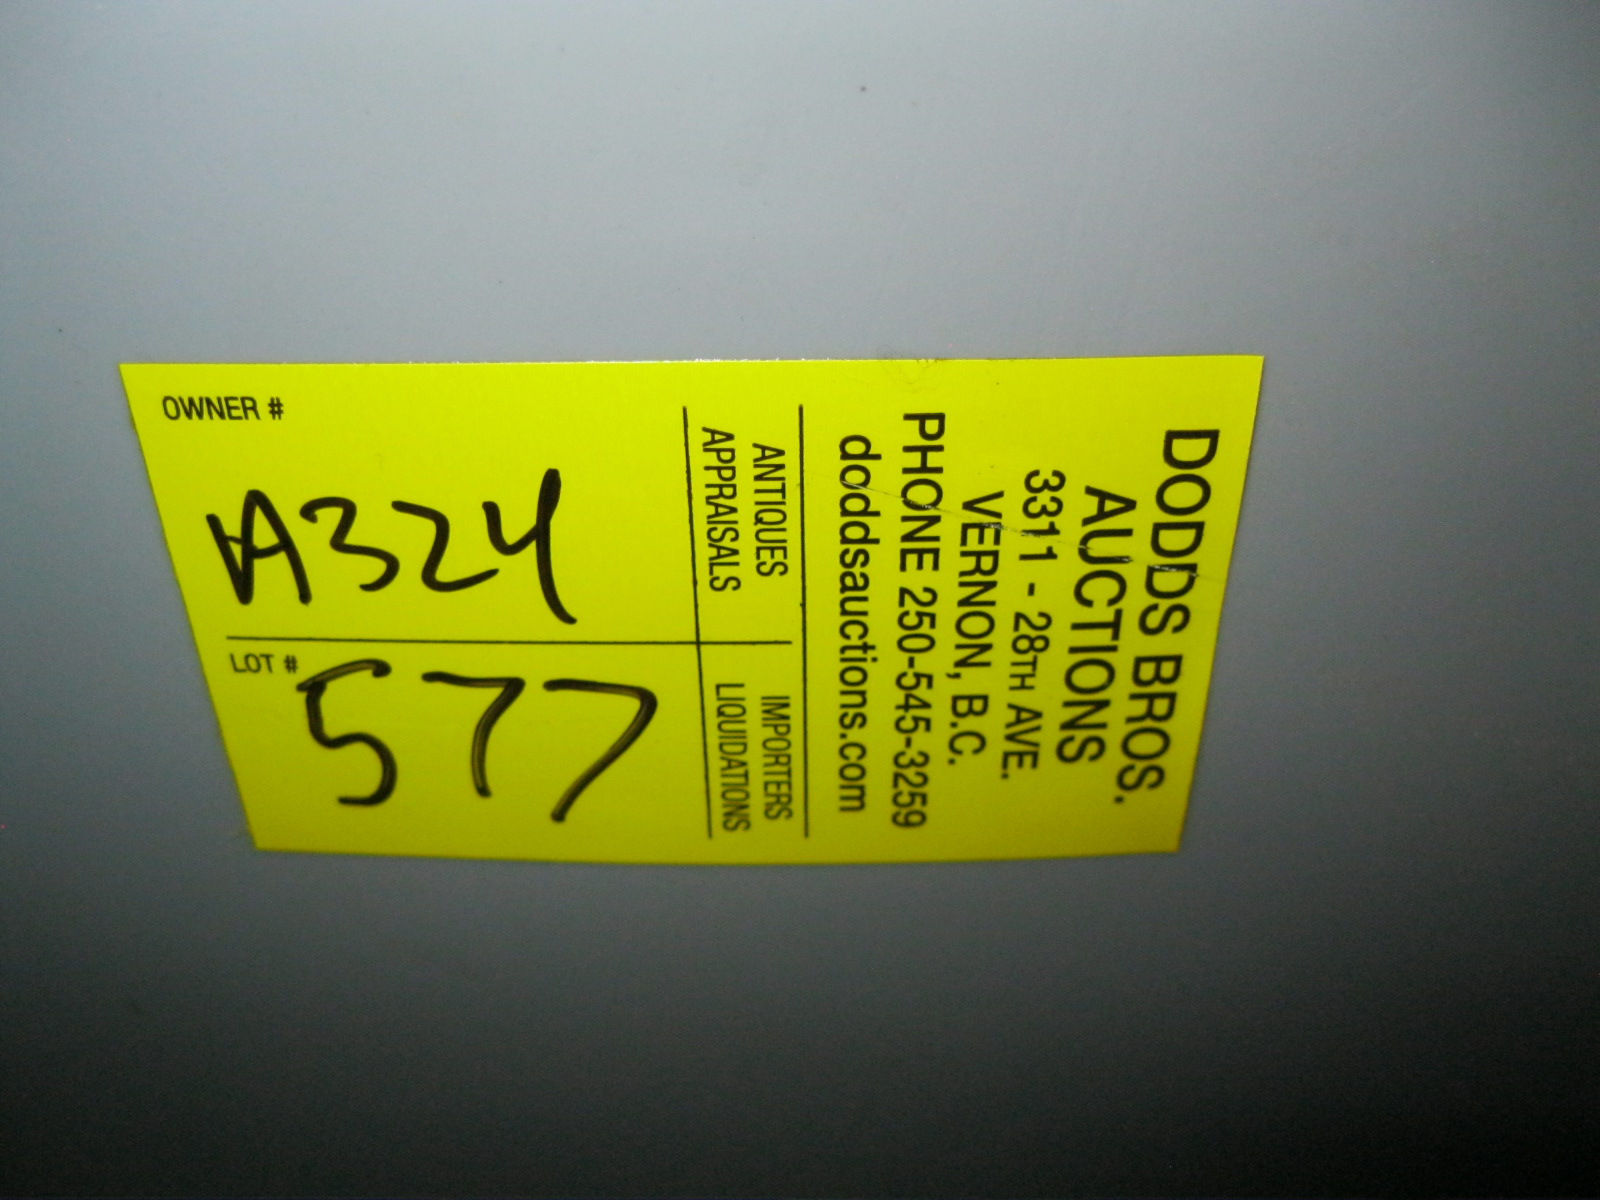 OWNER #
A324
LOT #
577
ANTIQUES
APPRAISALS
IMPORTERS
LIQUIDATIONS
DODDS BROS.
AUCTIONS
3311 - 28TH AVE.
VERNON, B.C.
PHONE 250-545-3259
doddsauctions.com